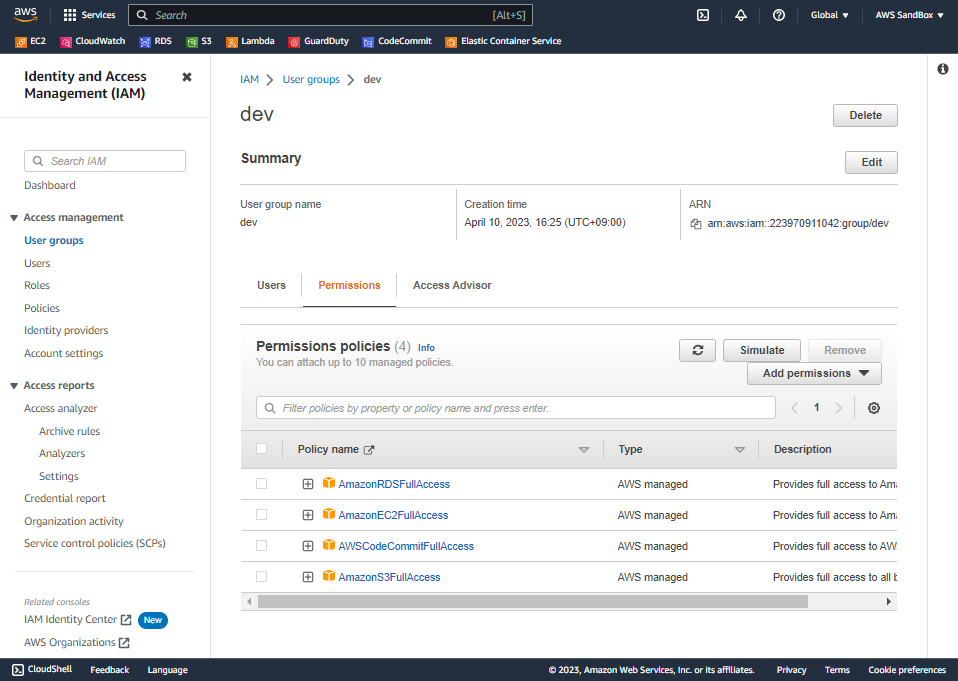 aws
Services
Search
[Alt+S]
Global
AWS SandBox
EC2
CloudWatch
RDS
S3
Lambda
GuardDuty
CodeCommit
Elastic Container Service
Identity and Access
Management (IAM)
Search IAM
Dashboard
Access management
User groups
Users
Roles
Policies
Identity providers
Account settings
Access reports
Access analyzer
Archive rules
Analyzers
Settings
Credential report
Organization activity
Service control policies (SCPs)
Related consoles
IAM Identity Center
New
AWS Organizations
IAM
User groups
dev
dev
Delete
Summary
Edit
User group name
dev
Creation time
April 10, 2023, 16:25 (UTC+09:00)
ARN
arn:aws:iam::223970911042:group/dev
Users
Permissions
Access Advisor
Permissions policies (4) Info
You can attach up to 10 managed policies.
Simulate
Remove
Add permissions
Filter policies by property or policy name and press enter.
1
Policy name
Type
Description
AmazonRDSFullAccess
AWS managed
Provides full access to Ama
AmazonEC2FullAccess
AWS managed
Provides full access to Ama
AWSCodeCommitFullAccess
AWS managed
Provides full access to AW
AmazonS3FullAccess
AWS managed
Provides full access to all b
CloudShell
Feedback
Language
© 2023, Amazon Web Services, Inc. or its affiliates.
Privacy
Terms
Cookie preferences